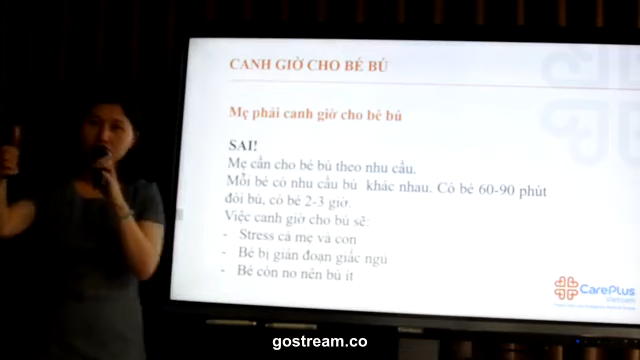 CANH GIỜ CHO BÉ BÚ
Mẹ phải canh giờ cho bé bú
SAI!
Mẹ cần cho bé bú theo nhu cầu.
Mỗi bé có nhu cầu bú khác nhau. Có bé 60-90 phút
đòi bú, có bé 2-3 giờ.
Việc canh giờ cho bú sẽ:
- Stress cả mẹ và con
- Bé bị gián đoạn giấc ngủ
- Bé còn no nên bú ít
CarePlus
Vietnam
gostream.co